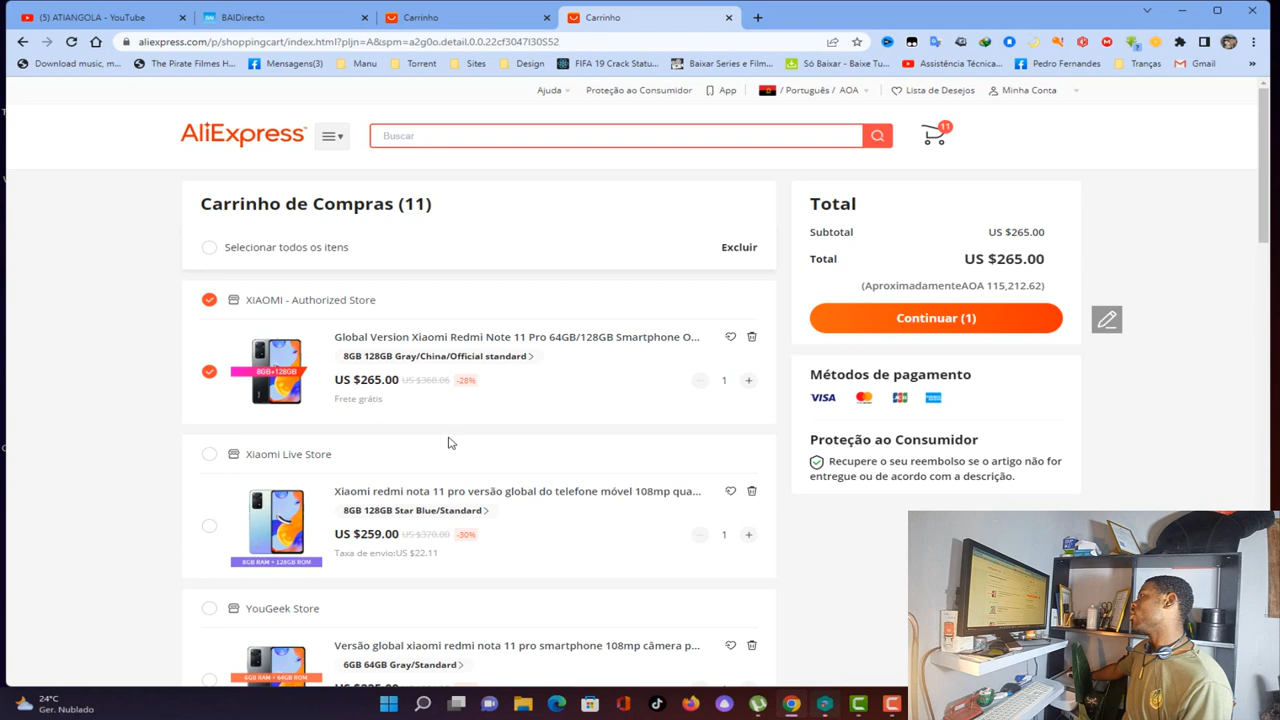 (5) ATIANGOLA - YouTube
BAIDirecto
Carrinho
Carrinho
aliexpress.com/p/shoppingcart/index.html?pljn=A&spm=a2g0o.detail.0.0.22cf3047I30S52
Download music, m...
The Pirate Filmes H...
Mensagens(3)
Manu
Torrent
Sites
Design
FIFA 19 Crack Statu...
Baixar Series e Film...
Só Baixar - Baixe Tu...
Assistência Técnica...
Pedro Fernandes
Tranças
Gmail
Ajuda
Proteção ao Consumidor
App
/ Português / AOA
Lista de Desejos
Minha Conta
AliExpress
Buscar
11
Carrinho de Compras (11)
Selecionar todos os itens
Excluir
XIAOMI - Authorized Store
Global Version Xiaomi Redmi Note 11 Pro 64GB/128GB Smartphone O...
8GB 128GB Gray/China/Official standard
8GB+128GB
US $265.00 US $368.06 -28%
1
Frete grátis
Xiaomi Live Store
Xiaomi redmi nota 11 pro versão global do telefone móvel 108mp qua...
8GB 128GB Star Blue/Standard
US $259.00 US $370.00 -30%
1
Taxa de envio:US $22.11
8GB RAM + 128GB ROM
YouGeek Store
Versão global xiaomi redmi nota 11 pro smartphone 108mp câmera p...
6GB 64GB Gray/Standard
6GB RAM + 64GB ROM
Total
Subtotal
US $265.00
Total
US $265.00
(AproximadamenteAOA 115,212.62)
Continuar (1)
Métodos de pagamento
VISA
Proteção ao Consumidor
Recupere o seu reembolso se o artigo não for
entregue ou de acordo com a descrição.
24°C
Ger. Nublado